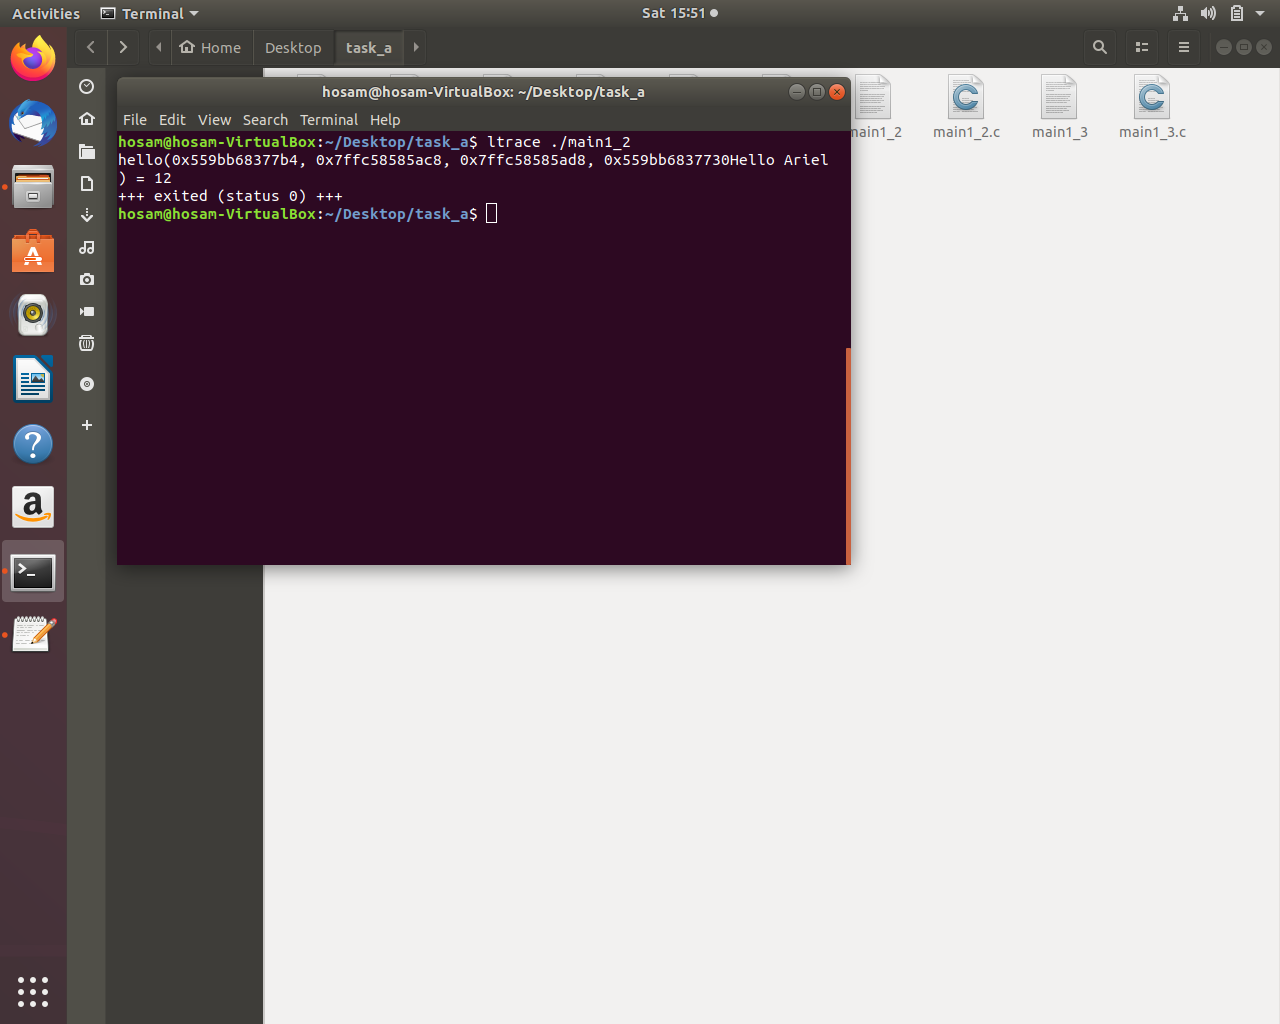 Activities Terminal Sat 15:51
Home Desktop task_a
hosam@hosam-VirtualBox: ~/Desktop/task_a
File Edit View Search Terminal Help
hosam@hosam-VirtualBox:~/Desktop/task_a$ ltrace ./main1_2
hello(0x559bb68377b4, 0x7ffc58585ac8, 0x7ffc58585ad8, 0x559bb6837730Hello Ariel
) = 12
+++ exited (status 0) +++
hosam@hosam-VirtualBox:~/Desktop/task_a$
main1_2 main1_2.c main1_3 main1_3.c